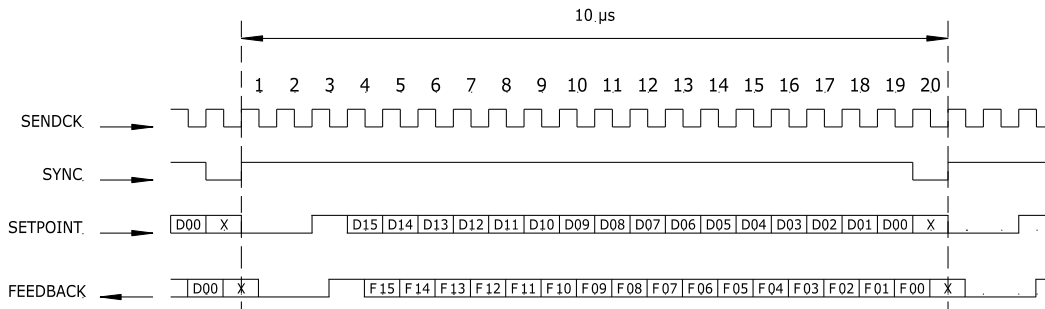 10 µs
1 2 3 4 5 6 7 8 9 10 11 12 13 14 15 16 17 18 19 20
SENDCK
SYNC
SETPOINT D00 X D15 D14 D13 D12 D11 D10 D09 D08 D07 D06 D05 D04 D03 D02 D01 D00 X
FEEDBACK D00 X F15 F14 F13 F12 F11 F10 F09 F08 F07 F06 F05 F04 F03 F02 F01 F00 X